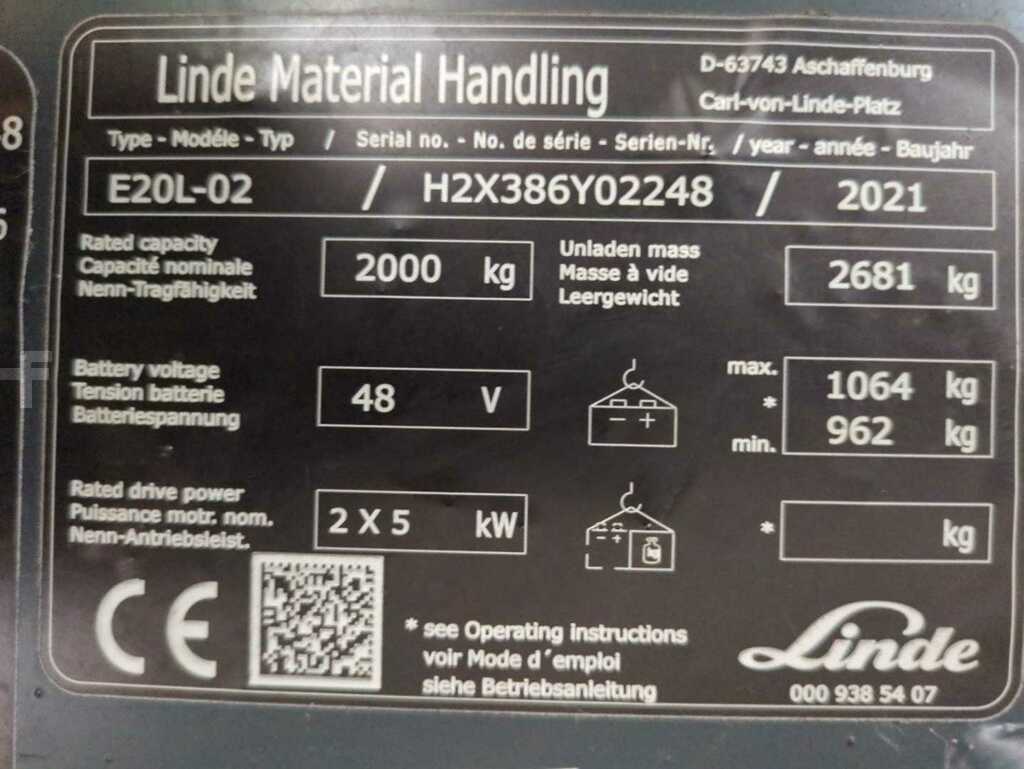 Linde Material Handling
D-63743 Aschaffenburg
Carl-von-Linde-Platz
Type - Modéle - Typ / Serial no. - No. de série - Serien-Nr. / year - année - Baujahr
E20L-02 / H2X386Y02248 / 2021
Rated capacity
Capacité nominale
Nenn-Tragfähigkeit
2000 kg
Unladen mass
Masse à vide
Leergewicht
2681 kg
Battery voltage
Tension batterie
Batteriespannung
48 V
- +
max.
*
min.
1064 kg
962 kg
Rated drive power
Puissance motr. nom.
Nenn-Antriebsleist.
2 X 5 kW
- +
kg
* kg
CE
* see Operating instructions
voir Mode d´emploi
siehe Betriebsanleitung
Linde
000 938 54 07
8